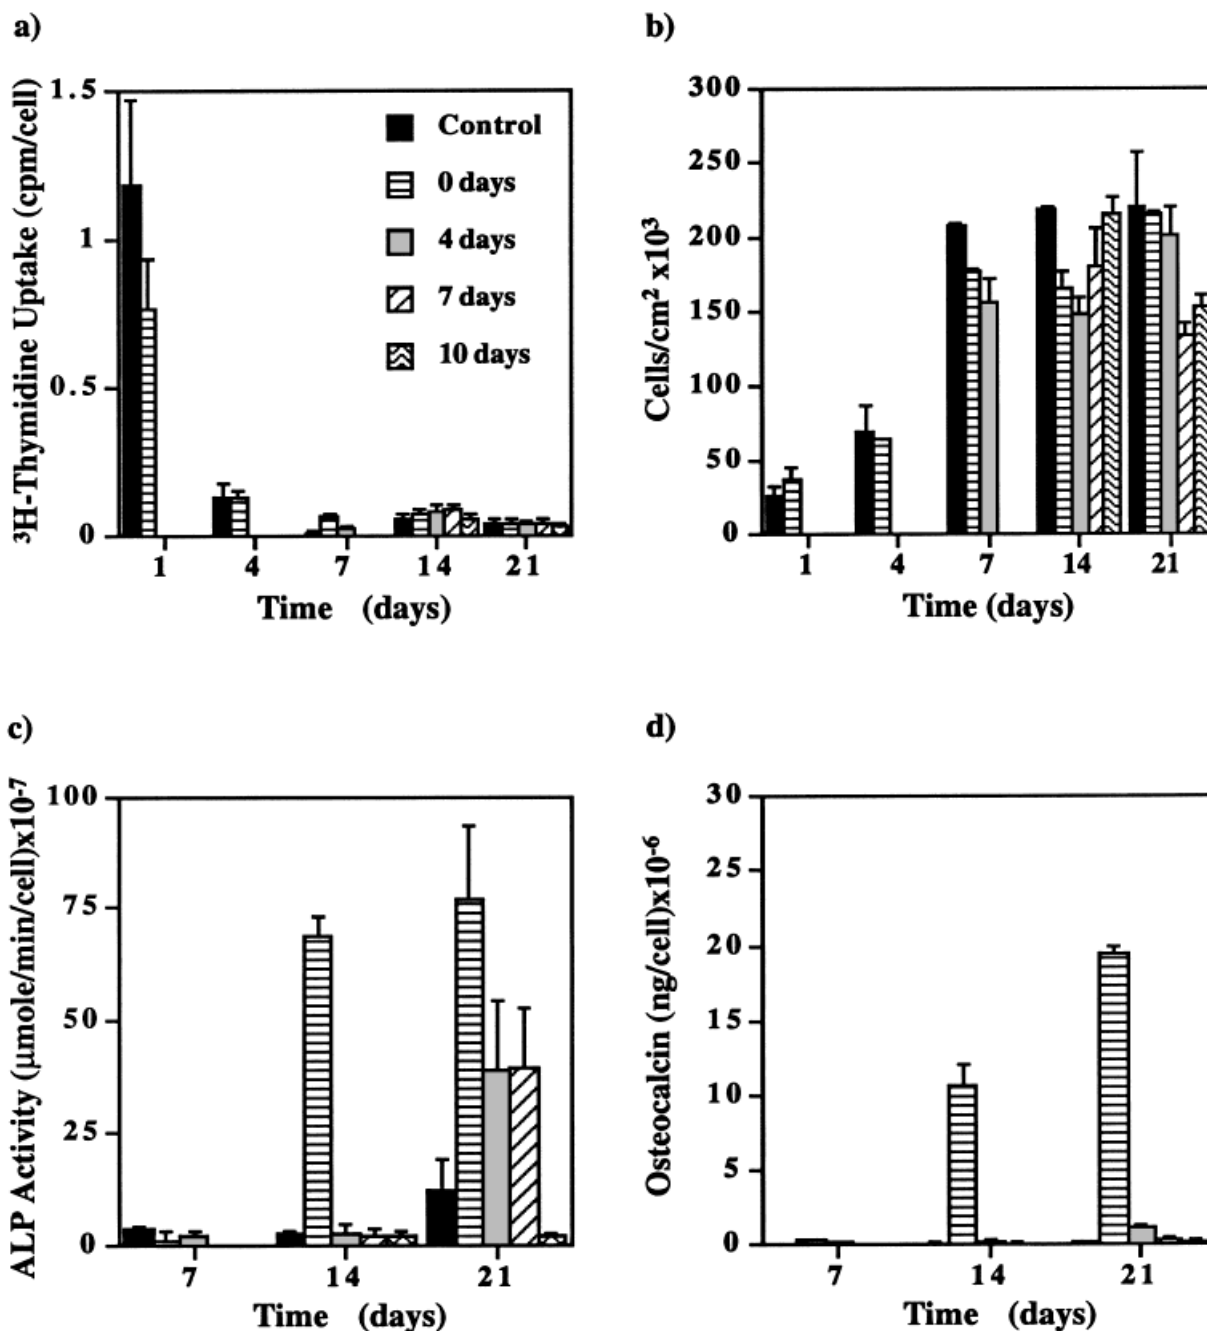 a)
³H-Thymidine Uptake (cpm/cell)
1.5
1
0.5
0
Control
0 days
4 days
7 days
10 days
1 4 7 14 21
Time (days)
b)
Cells/cm² x10³
300
250
200
150
100
50
0
1 4 7 14 21
Time (days)
c)
ALP Activity (µmole/min/cell)x10⁻⁷
100
75
50
25
0
7 14 21
Time (days)
d)
Osteocalcin (ng/cell)x10⁻⁶
30
25
20
15
10
5
0
7 14 21
Time (days)